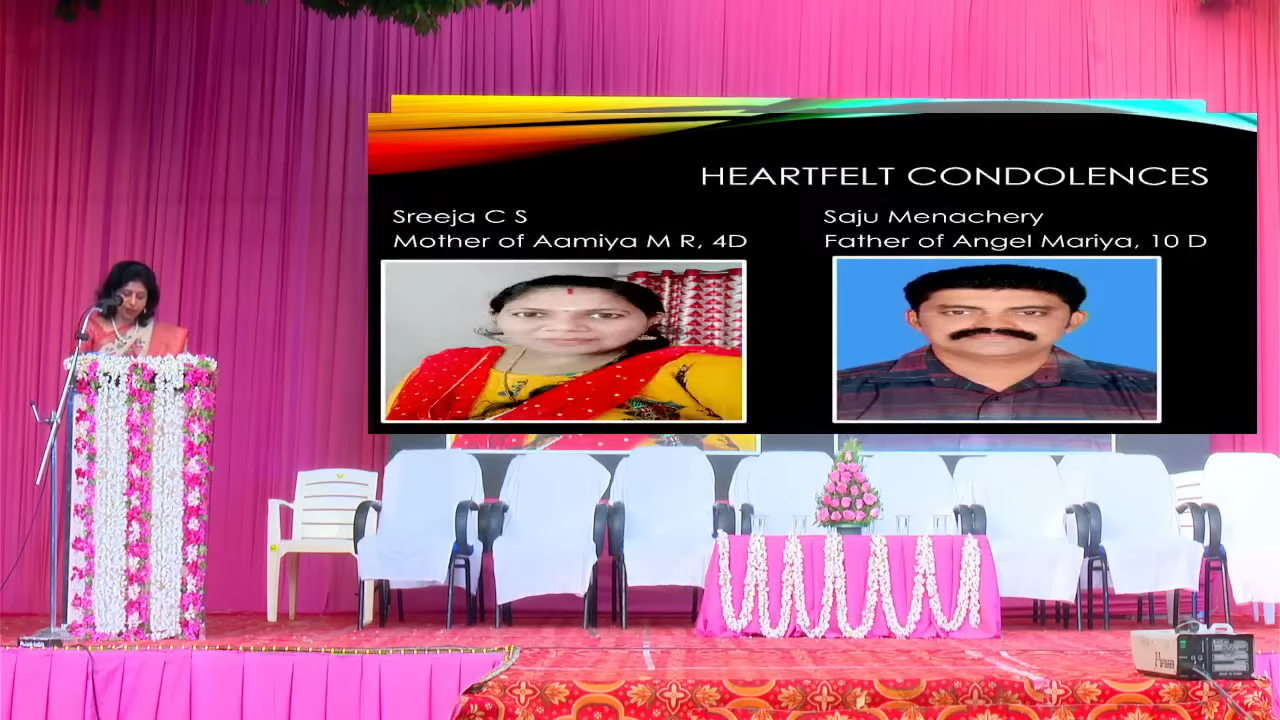 HEARTFELT CONDOLENCES
Sreeja C S
Mother of Aamiya M R, 4D
Saju Menachery
Father of Angel Mariya, 10 D